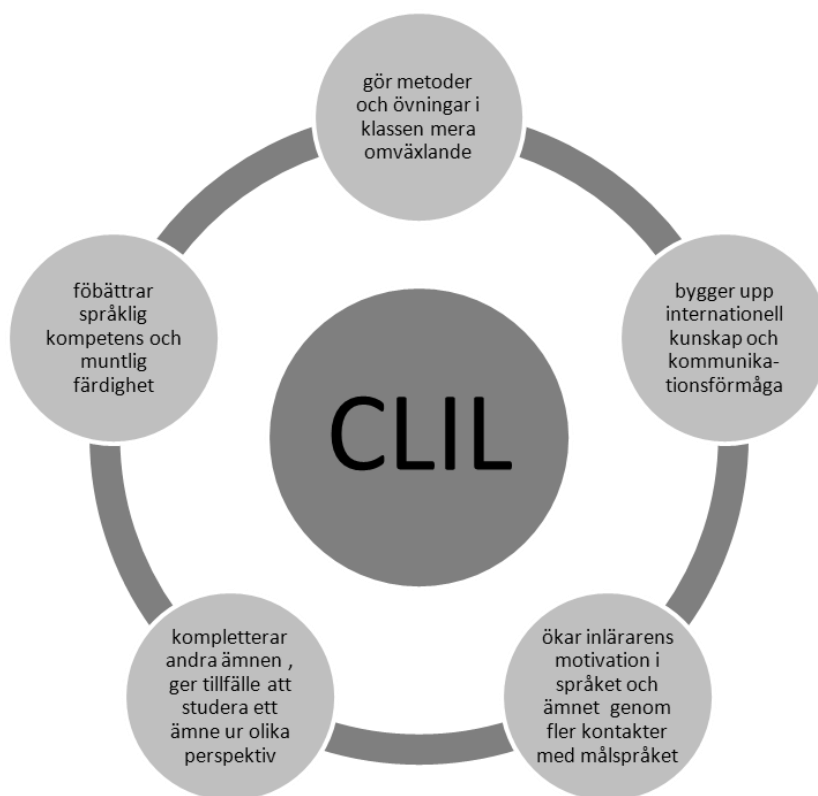 gör metoder
och övningar i
klassen mera
omväxlande
bygger upp
internationell
kunskap och
kommunika-
tionsförmåga
ökar inlärarens
motivation i
språket och
ämnet genom
fler kontakter
med målspråket
kompletterar
andra ämnen ,
ger tillfälle att
studera ett
ämne ur olika
perspektiv
föbättrar
språklig
kompetens och
muntlig
färdighet
CLIL